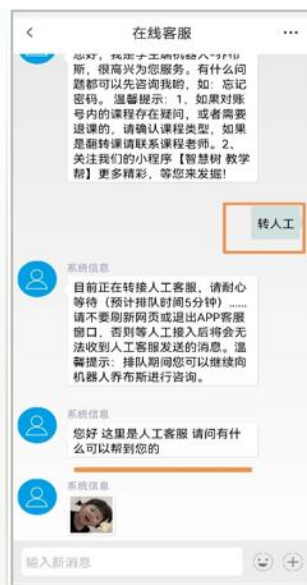 在线客服
您好，我是学生端机器人乔布
斯，很高兴为您服务。有什么问
题都可以先咨询我哟，如：忘记
密码。 温馨提示：1、如果对账
号内的课程存在疑问，或者需要
退课的，请确认课程类型，如果
是翻转课请联系课程老师。2、
关注我们的小程序【智慧树 教学
帮】更多精彩，等您来发掘！
转人工
系统信息
目前正在转接人工客服，请耐心
等待（预计排队时间5分钟）......
请不要刷新网页或退出APP客服
窗口，否则等人工接入后将会无
法收到人工客服发送的消息。温
馨提示：排队期间您可以继续向
机器人乔布斯进行咨询。
系统信息
您好 这里是人工客服 请问有什
么可以帮到您的
系统信息
输入新消息